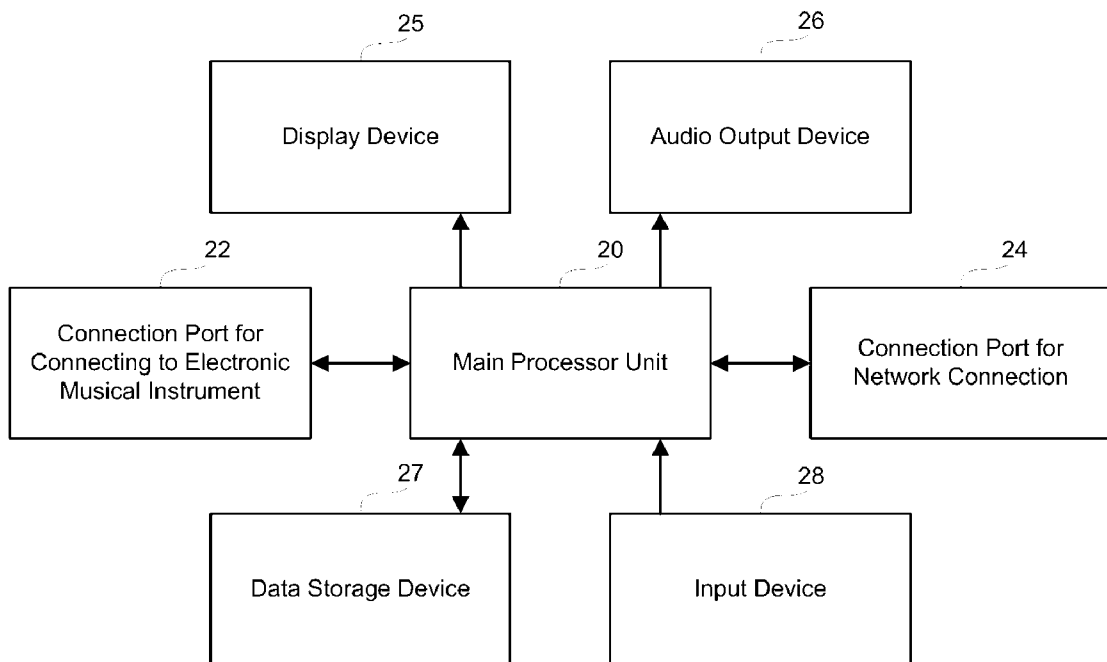 25
26
Display Device
Audio Output Device
22
20
24
Connection Port for
Connecting to Electronic
Musical Instrument
Main Processor Unit
Connection Port for
Network Connection
27
28
Data Storage Device
Input Device